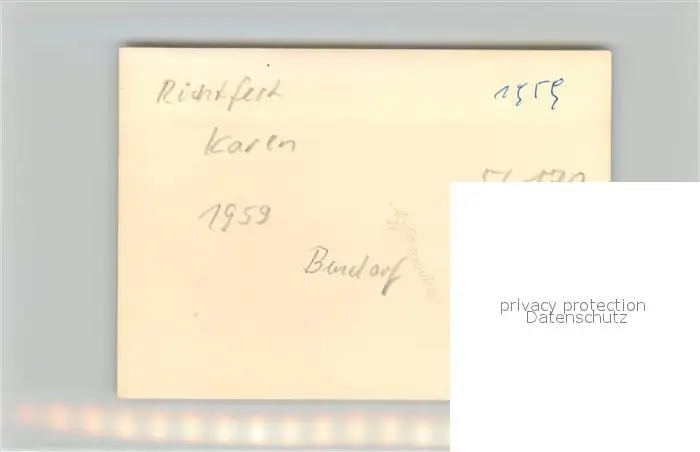 Richtfest 1959
Karen
1959
Bendorf
privacy protection
Datenschutz